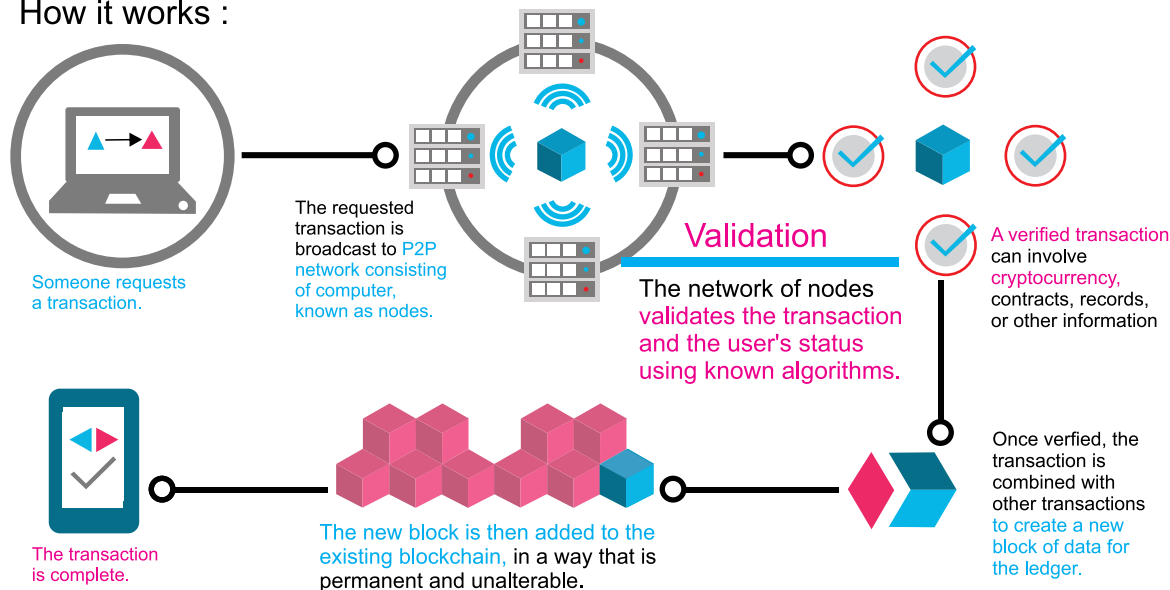 How it works :
Someone requests
a transaction.
The requested
transaction is
broadcast to P2P
network consisting
of computer,
known as nodes.
Validation
The network of nodes
validates the transaction
and the user's status
using known algorithms.
A verified transaction
can involve
cryptocurrency,
contracts, records,
or other information
Once verfied, the
transaction is
combined with
other transactions
to create a new
block of data for
the ledger.
The new block is then added to the
existing blockchain, in a way that is
permanent and unalterable.
The transaction
is complete.